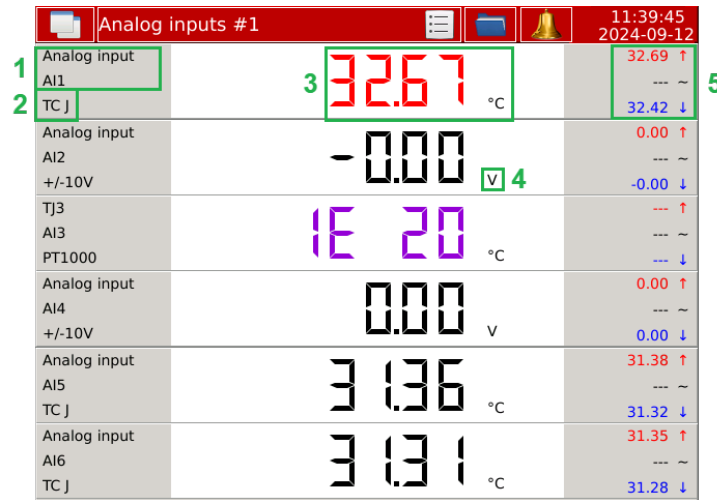 Analog inputs #1
11:39:45
2024-09-12
1
Analog input
AI1
2
TC J
3
32.67
°C
32.69 ↑
--- ~
32.42 ↓
5
Analog input
AI2
+/-10V
-0.00
V
4
0.00 ↑
--- ~
-0.00 ↓
TJ3
AI3
PT1000
1E 20
°C
--- ↑
--- ~
--- ↓
Analog input
AI4
+/-10V
0.00
V
0.00 ↑
--- ~
0.00 ↓
Analog input
AI5
TC J
31.36
°C
31.38 ↑
--- ~
31.32 ↓
Analog input
AI6
TC J
31.31
°C
31.35 ↑
--- ~
31.28 ↓